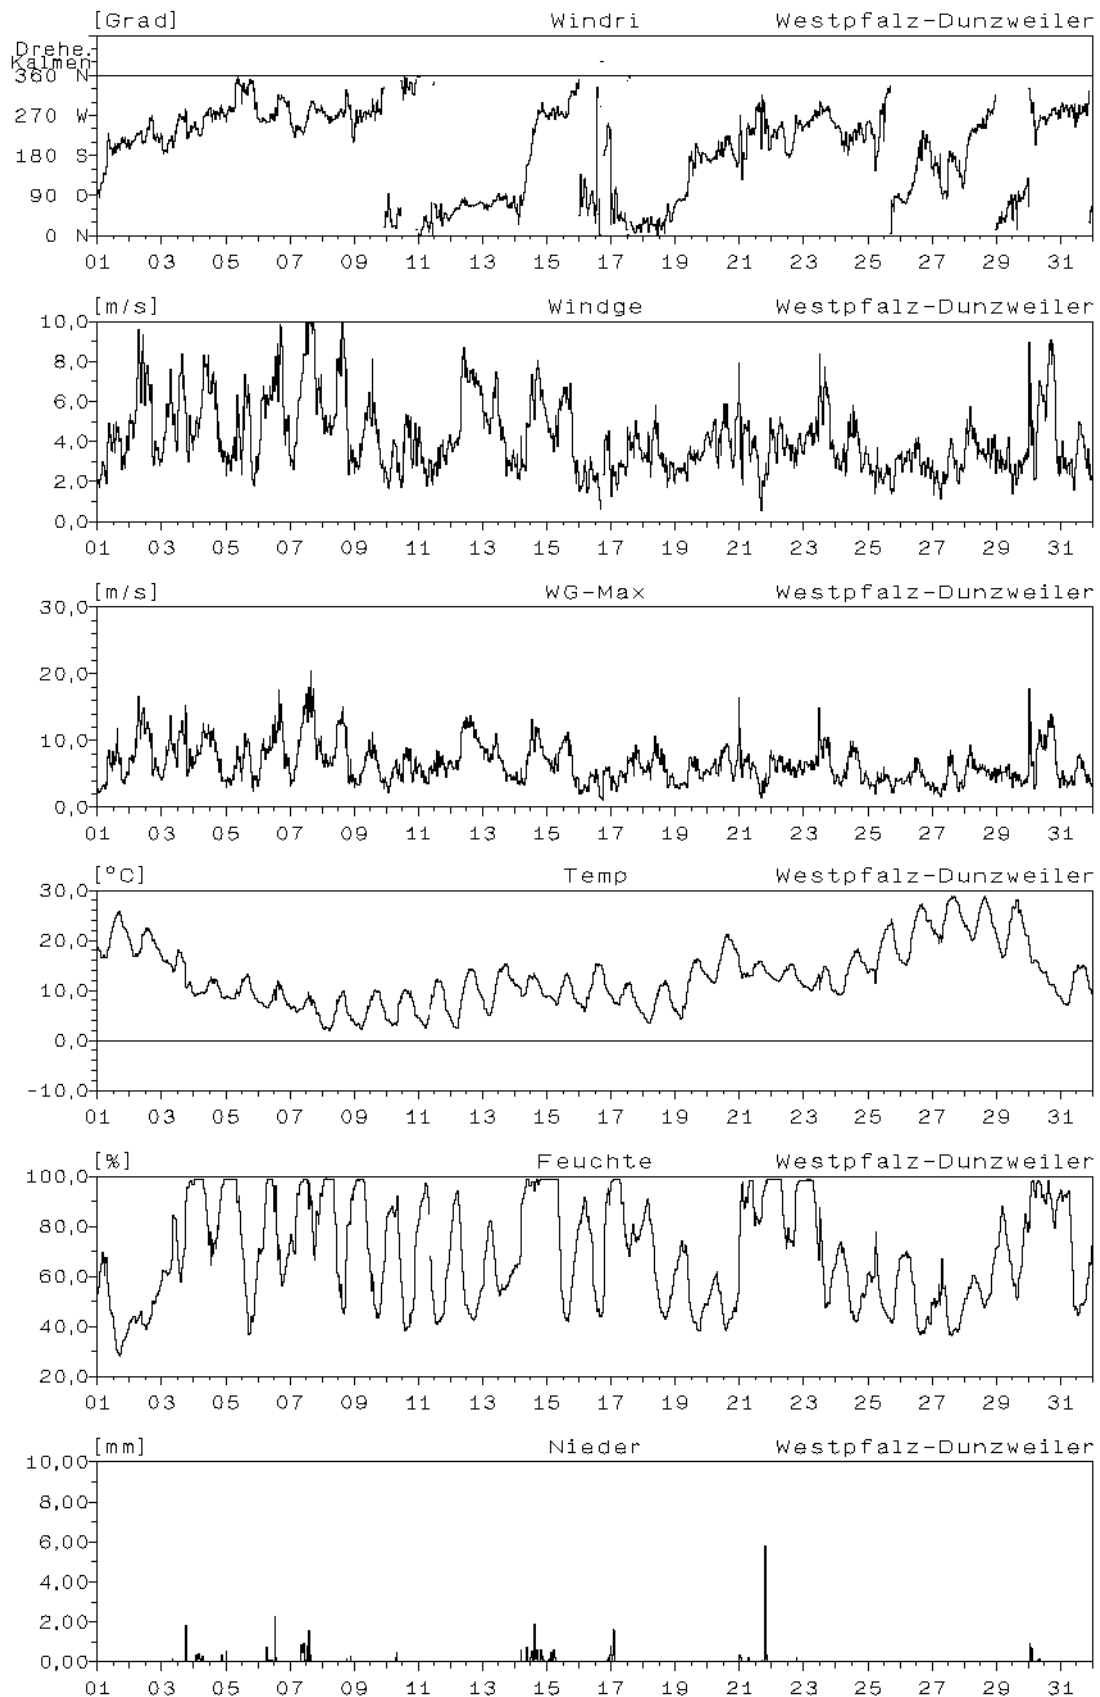 [Grad] Windri Westpfalz-Dunzweiler
Drehe.
Kalmen
360 N
270 W
180 S
90 O
0 N
01 03 05 07 09 11 13 15 17 19 21 23 25 27 29 31
[m/s] Windge Westpfalz-Dunzweiler
10,0
8,0
6,0
4,0
2,0
0,0
01 03 05 07 09 11 13 15 17 19 21 23 25 27 29 31
[m/s] WG-Max Westpfalz-Dunzweiler
30,0
20,0
10,0
0,0
01 03 05 07 09 11 13 15 17 19 21 23 25 27 29 31
[°C] Temp Westpfalz-Dunzweiler
30,0
20,0
10,0
0,0
-10,0
01 03 05 07 09 11 13 15 17 19 21 23 25 27 29 31
[%] Feuchte Westpfalz-Dunzweiler
100,0
80,0
60,0
40,0
20,0
01 03 05 07 09 11 13 15 17 19 21 23 25 27 29 31
[mm] Nieder Westpfalz-Dunzweiler
10,00
8,00
6,00
4,00
2,00
0,00
01 03 05 07 09 11 13 15 17 19 21 23 25 27 29 31